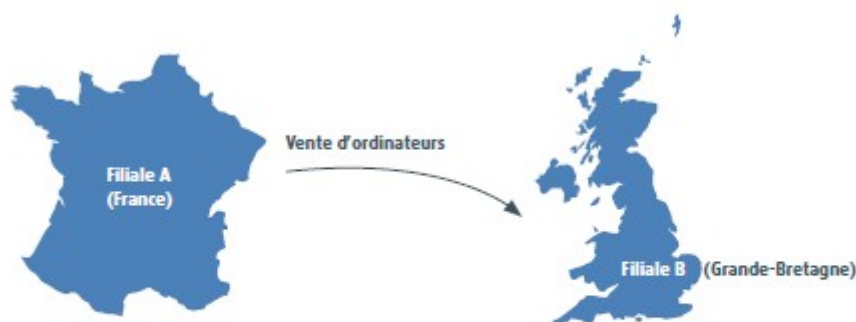 Vente d'ordinateurs
Filiale A
(France)
Filiale B (Grande-Bretagne)